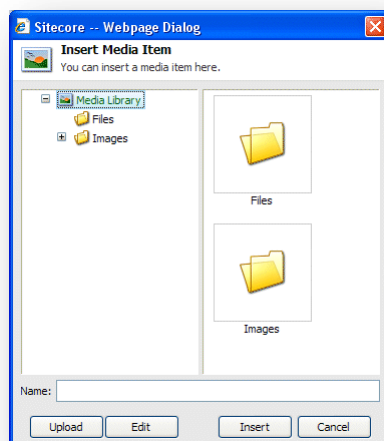 Sitecore -- Webpage Dialog
Insert Media Item
You can insert a media item here.
Media Library
Files
Images
Files
Images
Name:
Upload Edit Insert Cancel